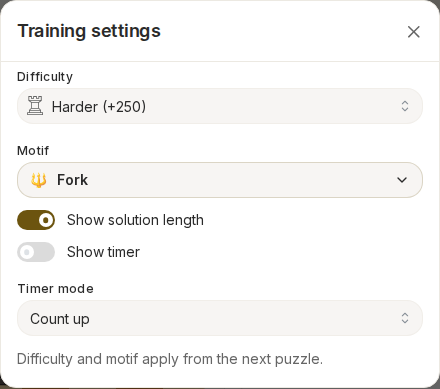 Training settings
Difficulty
Harder (+250)
Motif
Fork
Show solution length
Show timer
Timer mode
Count up
Difficulty and motif apply from the next puzzle.